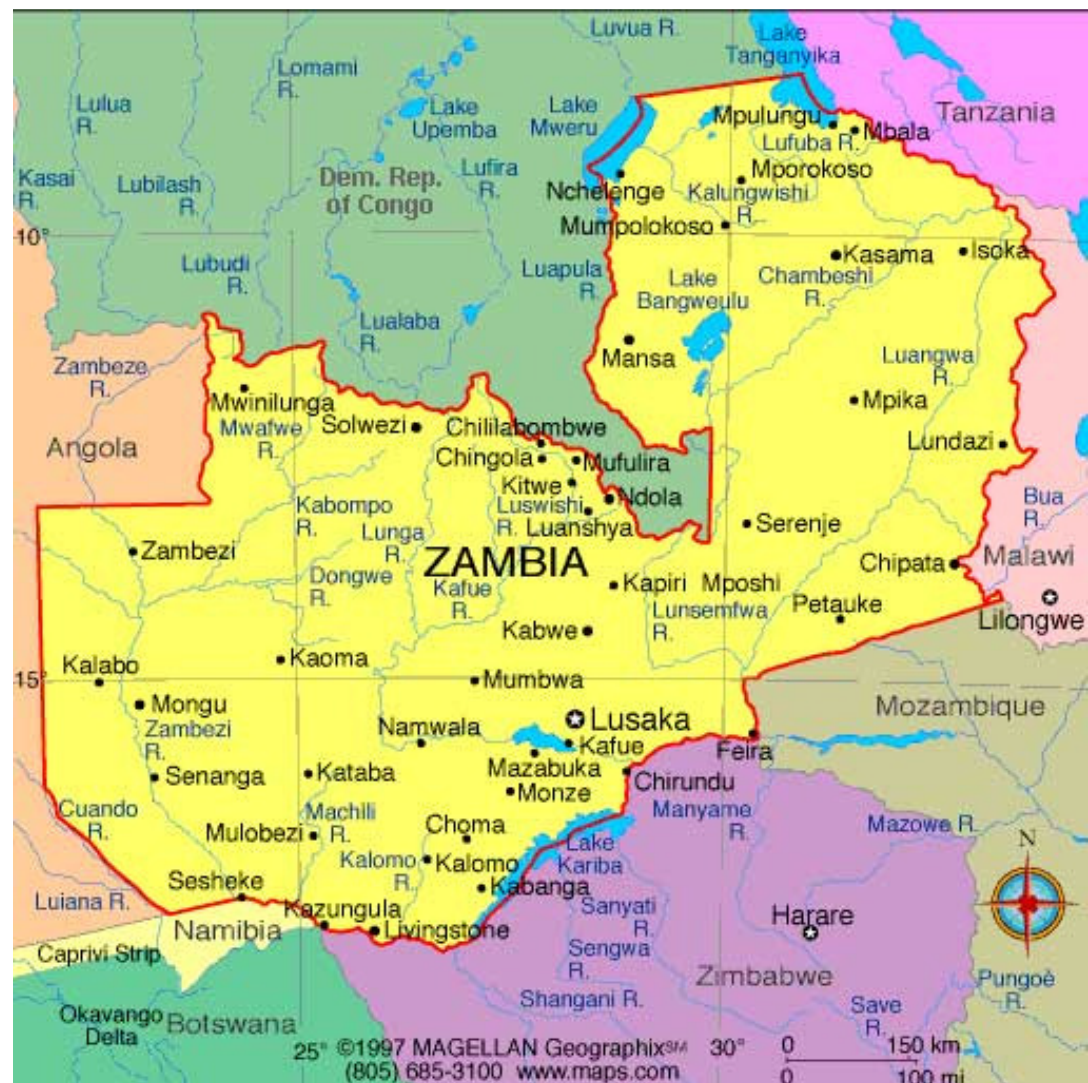 Luvua R.
Lake
Tanganyika
Lomami
R.
Lulua
R.
Lake
Upemba
Lake
Mweru
Mpulungu
Tanzania
Mbala
Lufuba R.
Kasai
R.
Lubilash
R.
Dem. Rep.
of Congo
Lufira
R.
Nchelenge
Mporokoso
Kalungwishi
R.
Mumpolokoso
10°
Lubudi
R.
Luapula
R.
Lake
Bangweulu
Kasama
Isoka
Chambeshi
R.
Lualaba
R.
Zambeze
R.
Mansa
Luangwa
R.
Mwinilunga
Mwafwe
R.
Solwezi
Mpika
Angola
Chililabombwe
Chingola
Mufulira
Lundazi
Kitwe
Ndola
Kabompo
R.
Luswishi
R.
Luanshya
Bua
R.
Lunga
R.
Serenje
Zambezi
ZAMBIA
Chipata
Malawi
Dongwe
R.
Kafue
R.
Kapiri Mposhi
Lunsemfwa
R.
Petauke
Lilongwe
Kabwe
Kaoma
Kalabo
15°
Mumbwa
Mongu
Zambezi
R.
Lusaka
Mozambique
Namwala
Kafue
Feira
Senanga
Kataba
Mazabuka
Chirundu
Monze
Cuando
R.
Machili
R.
Manyame
R.
Mulobezi
Choma
Mazowe R.
Lake
Kariba
N
Kalomo
R.
Kalomo
Sesheke
Kabanga
Luiana R.
Kazungula
Sanyati
R.
Harare
Namibia
Livingstone
Caprivi Strip
Sengwa
R.
Zimbabwe
Pungoè
R.
Shangani R.
Save
R.
Okavango
Delta
Botswana
25° ©1997 MAGELLAN Geographix℠ 30° 0 150 km
(805) 685-3100 www.maps.com 0 100 mi